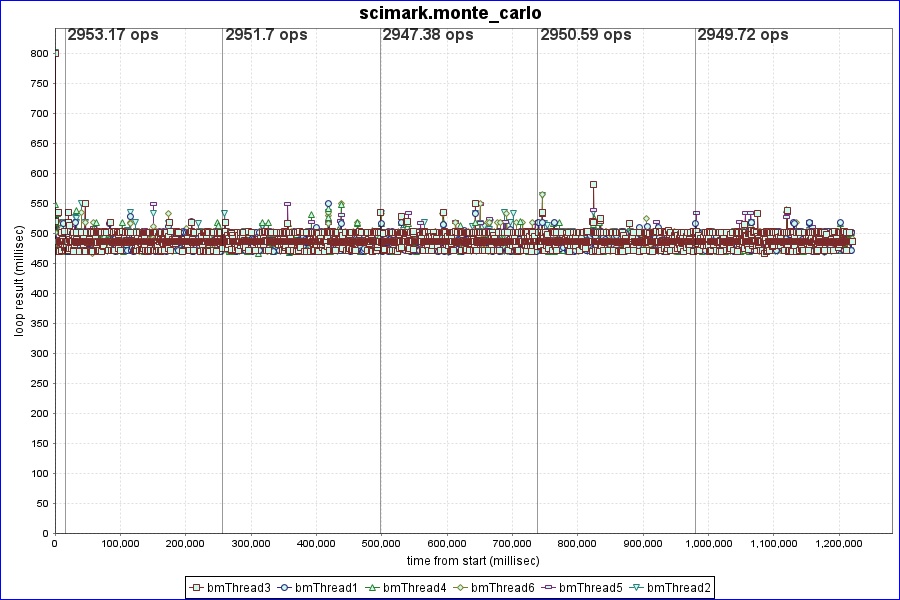 scimark.monte_carlo
2953.17 ops 2951.7 ops 2947.38 ops 2950.59 ops 2949.72 ops
800
750
700
650
600
550
500
450
400
350
300
250
200
150
100
50
0
loop result (millisec)
0 100,000 200,000 300,000 400,000 500,000 600,000 700,000 800,000 900,000 1,000,000 1,100,000 1,200,000
time from start (millisec)
bmThread3 bmThread1 bmThread4 bmThread6 bmThread5 bmThread2